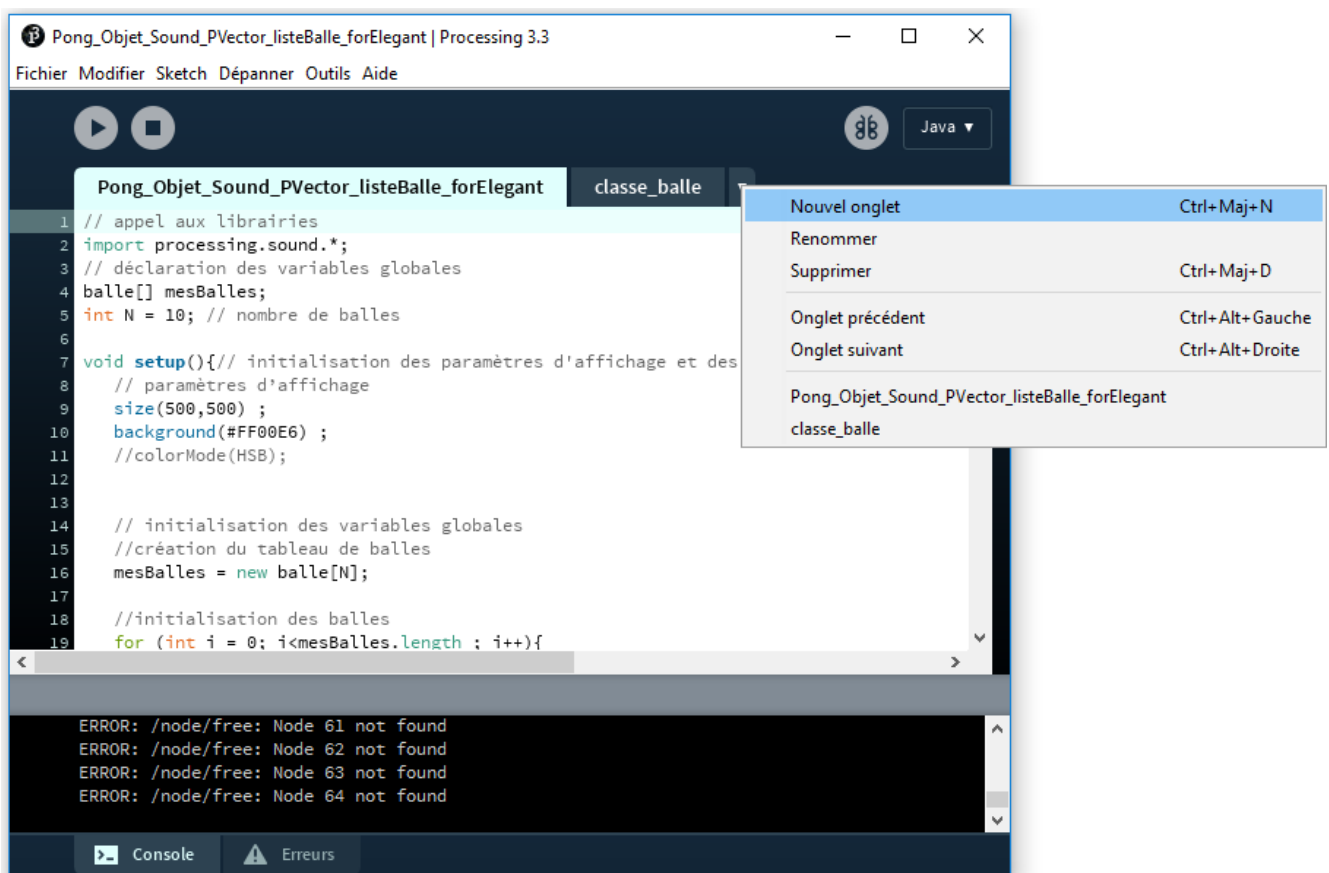 Pong_Objet_Sound_PVector_listeBalle_forElegant | Processing 3.3
Fichier Modifier Sketch Dépanner Outils Aide
Java ▼
Pong_Objet_Sound_PVector_listeBalle_forElegant classe_balle ▼
1 // appel aux librairies
2 import processing.sound.*;
3 // déclaration des variables globales
4 balle[] mesBalles;
5 int N = 10; // nombre de balles
6
7 void setup(){// initialisation des paramètres d'affichage et des
8 // paramètres d’affichage
9 size(500,500) ;
10 background(#FF00E6) ;
11 //colorMode(HSB);
12
13
14 // initialisation des variables globales
15 //création du tableau de balles
16 mesBalles = new balle[N];
17
18 //initialisation des balles
19 for (int i = 0; i<mesBalles.length ; i++){
Nouvel onglet Ctrl+Maj+N
Renommer
Supprimer Ctrl+Maj+D
Onglet précédent Ctrl+Alt+Gauche
Onglet suivant Ctrl+Alt+Droite
Pong_Objet_Sound_PVector_listeBalle_forElegant
classe_balle
ERROR: /node/free: Node 61 not found
ERROR: /node/free: Node 62 not found
ERROR: /node/free: Node 63 not found
ERROR: /node/free: Node 64 not found
Console Erreurs